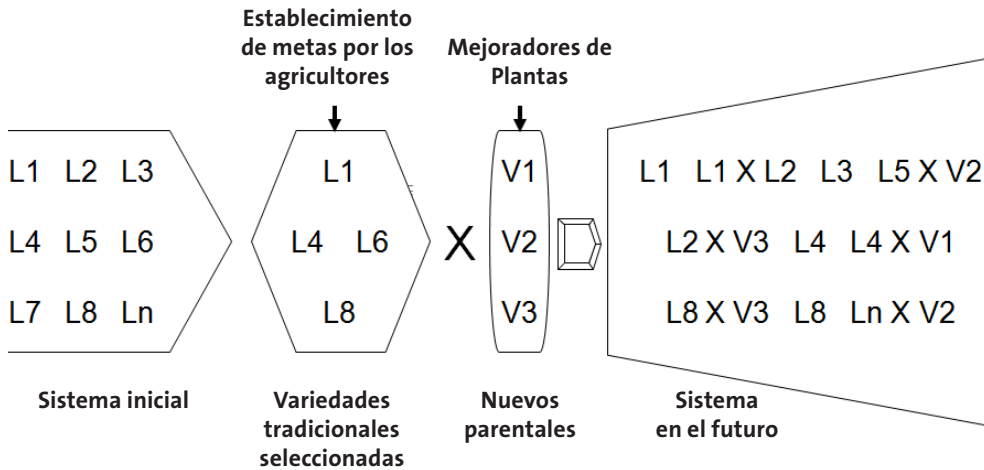 Establecimiento
de metas por los
agricultores
Mejoradores de
Plantas
L1 L2 L3
L4 L5 L6
L7 L8 Ln
L1
L4 L6
L8
X
V1
V2
V3
L1 L1 X L2 L3 L5 X V2
L2 X V3 L4 L4 X V1
L8 X V3 L8 Ln X V2
Sistema inicial
Variedades
tradicionales
seleccionadas
Nuevos
parentales
Sistema
en el futuro